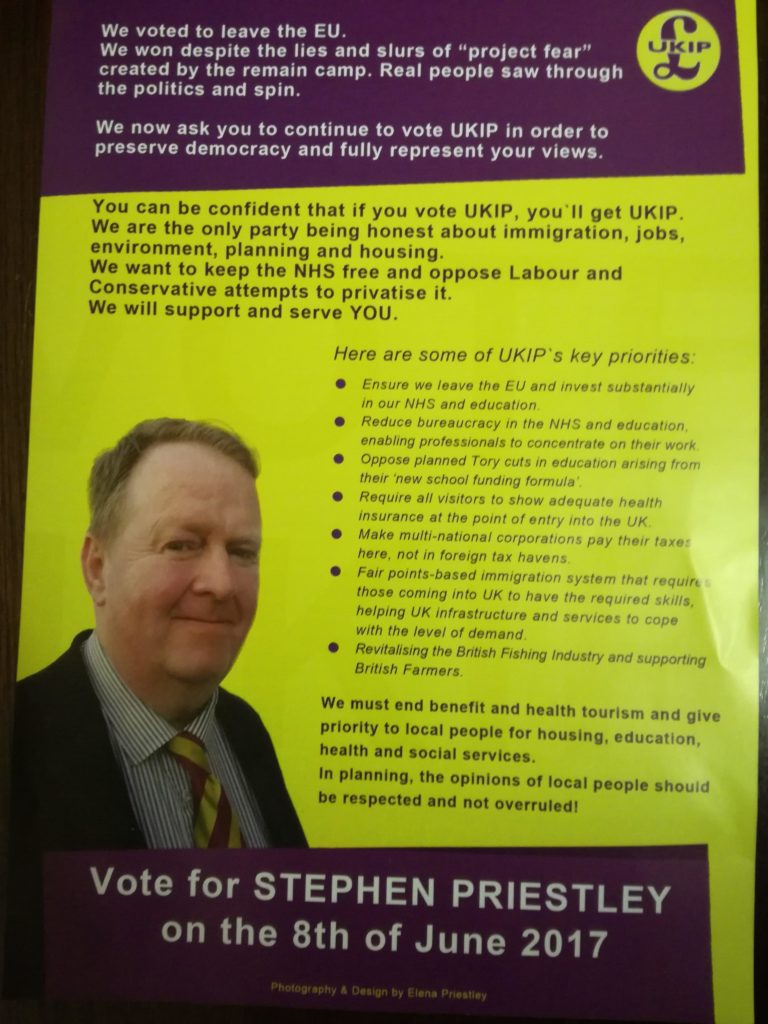 We voted to leave the EU.
We won despite the lies and slurs of “project fear”
created by the remain camp. Real people saw through
the politics and spin.
£
UKIP
We now ask you to continue to vote UKIP in order to
preserve democracy and fully represent your views.
You can be confident that if you vote UKIP, you`ll get UKIP.
We are the only party being honest about immigration, jobs,
environment, planning and housing.
We want to keep the NHS free and oppose Labour and
Conservative attempts to privatise it.
We will support and serve YOU.
Here are some of UKIP`s key priorities:
● Ensure we leave the EU and invest substantially
in our NHS and education.
● Reduce bureaucracy in the NHS and education,
enabling professionals to concentrate on their work.
● Oppose planned Tory cuts in education arising from
their ‘new school funding formula’.
● Require all visitors to show adequate health
insurance at the point of entry into the UK.
● Make multi-national corporations pay their taxes
here, not in foreign tax havens.
● Fair points-based immigration system that requires
those coming into UK to have the required skills,
helping UK infrastructure and services to cope
with the level of demand.
● Revitalising the British Fishing Industry and supporting
British Farmers.
We must end benefit and health tourism and give
priority to local people for housing, education,
health and social services.
In planning, the opinions of local people should
be respected and not overruled!
Vote for STEPHEN PRIESTLEY
on the 8th of June 2017
Photography & Design by Elena Priestley